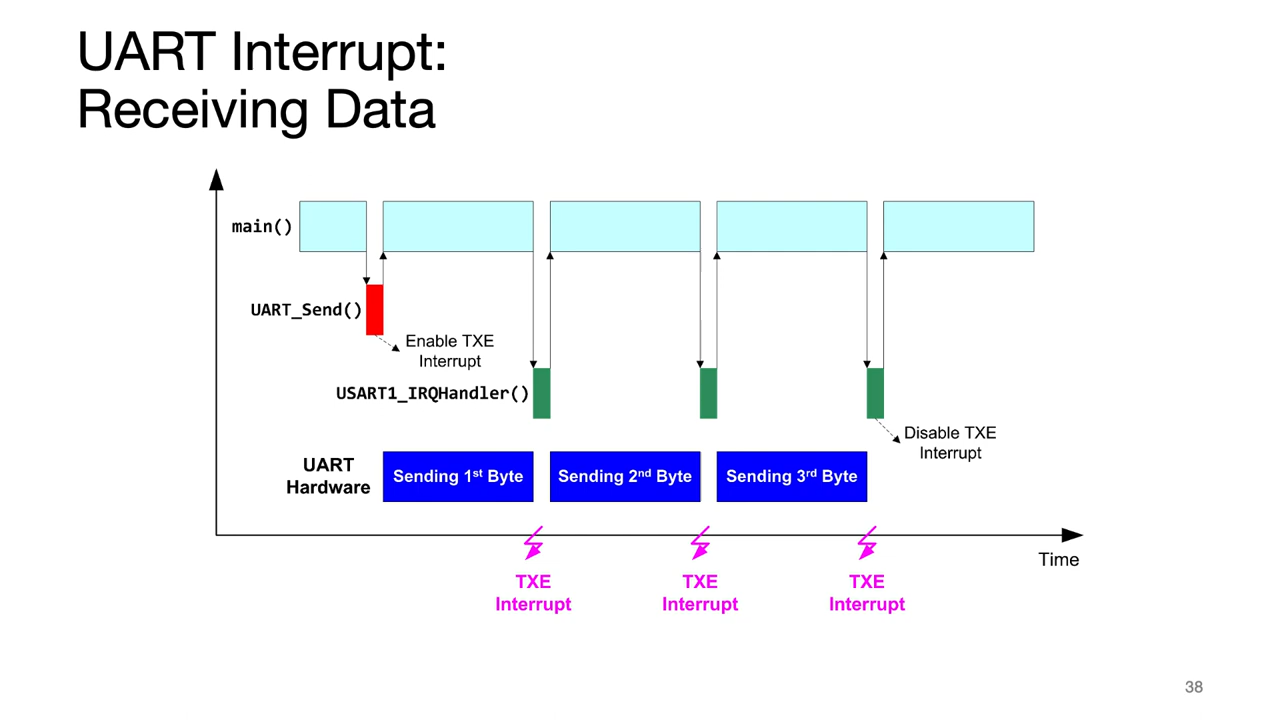 UART Interrupt:
Receiving Data
main()
UART_Send()
Enable TXE
Interrupt
USART1_IRQHandler()
Disable TXE
Interrupt
UART
Hardware
Sending 1st Byte
Sending 2nd Byte
Sending 3rd Byte
Time
TXE
Interrupt
TXE
Interrupt
TXE
Interrupt
38